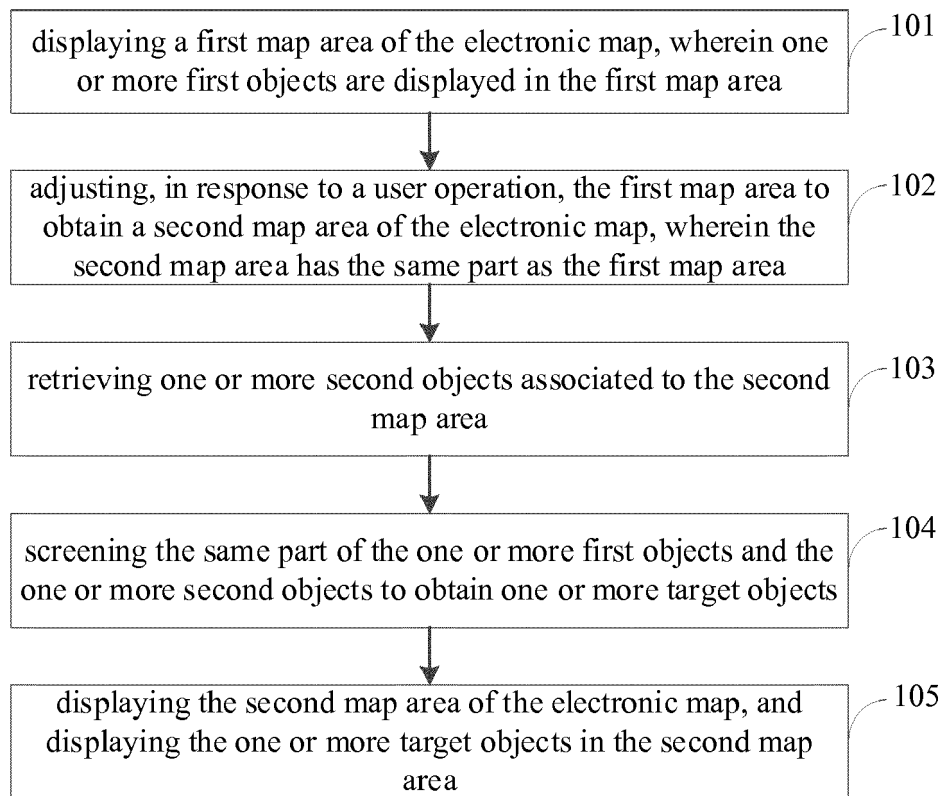 displaying a first map area of the electronic map, wherein one
or more first objects are displayed in the first map area
101
adjusting, in response to a user operation, the first map area to
obtain a second map area of the electronic map, wherein the
second map area has the same part as the first map area
102
retrieving one or more second objects associated to the second
map area
103
screening the same part of the one or more first objects and the
one or more second objects to obtain one or more target objects
104
displaying the second map area of the electronic map, and
displaying the one or more target objects in the second map
area
105